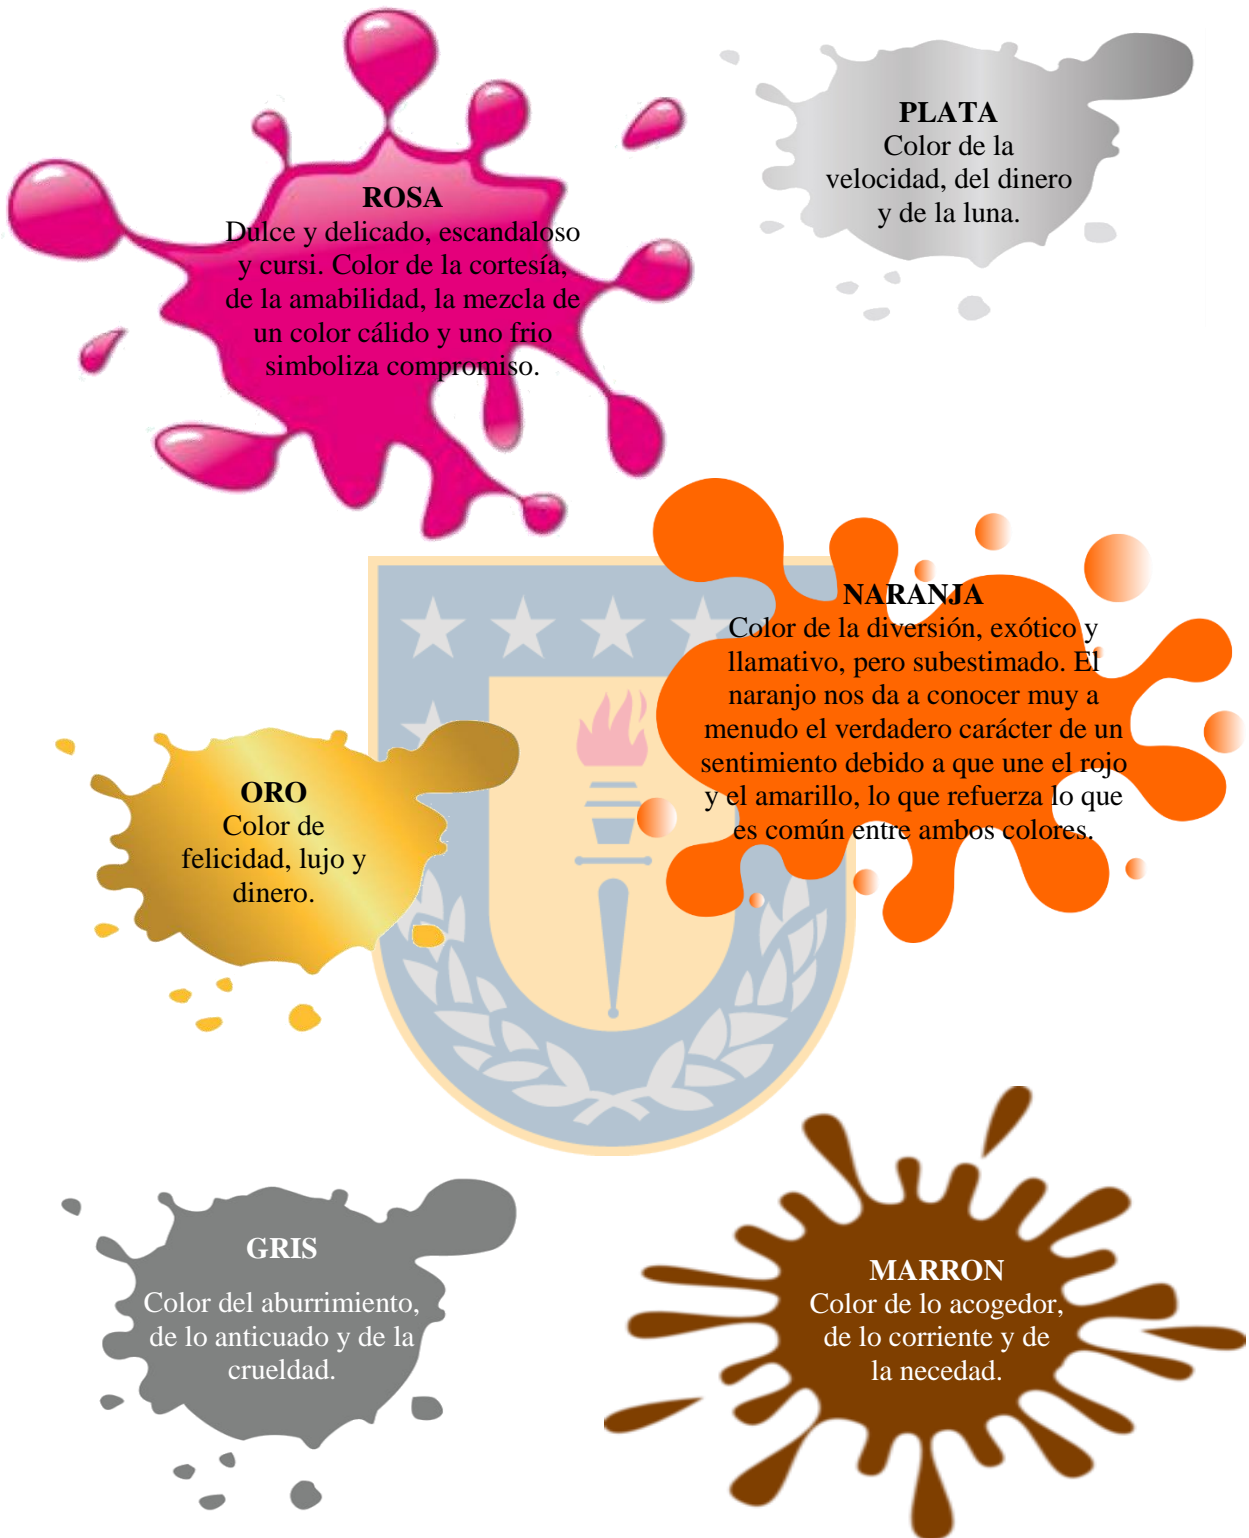 ROSA
Dulce y delicado, escandaloso
y cursi. Color de la cortesía,
de la amabilidad, la mezcla de
un color cálido y uno frio
simboliza compromiso.
PLATA
Color de la
velocidad, del dinero
y de la luna.
NARANJA
Color de la diversión, exótico y
llamativo, pero subestimado. El
naranjo nos da a conocer muy a
menudo el verdadero carácter de un
sentimiento debido a que une el rojo
y el amarillo, lo que refuerza lo que
es común entre ambos colores.
ORO
Color de
felicidad, lujo y
dinero.
GRIS
Color del aburrimiento,
de lo anticuado y de la
crueldad.
MARRON
Color de lo acogedor,
de lo corriente y de
la necedad.